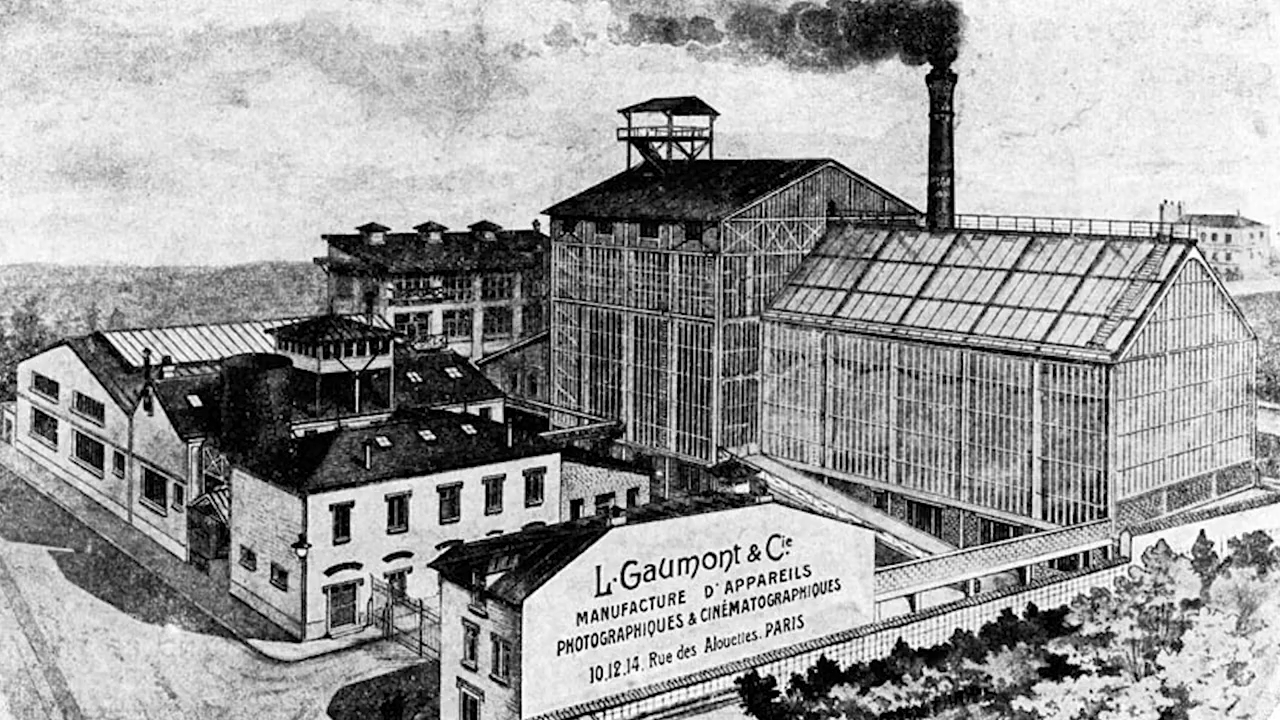 L. Gaumont & Cie
MANUFACTURE D'APPAREILS
PHOTOGRAPHIQUES & CINÉMATOGRAPHIQUES
10.12.14. Rue des Alouettes. PARIS